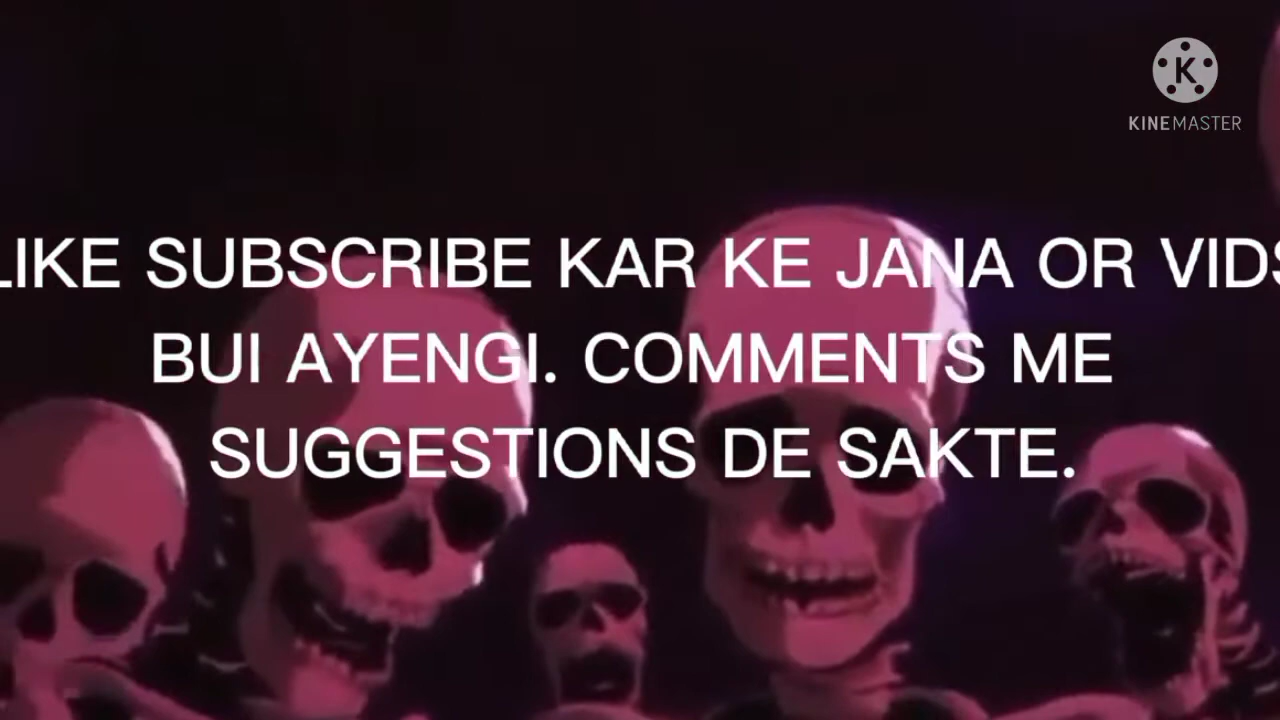 KINEMASTER
LIKE SUBSCRIBE KAR KE JANA OR VIDS
BUI AYENGI. COMMENTS ME
SUGGESTIONS DE SAKTE.